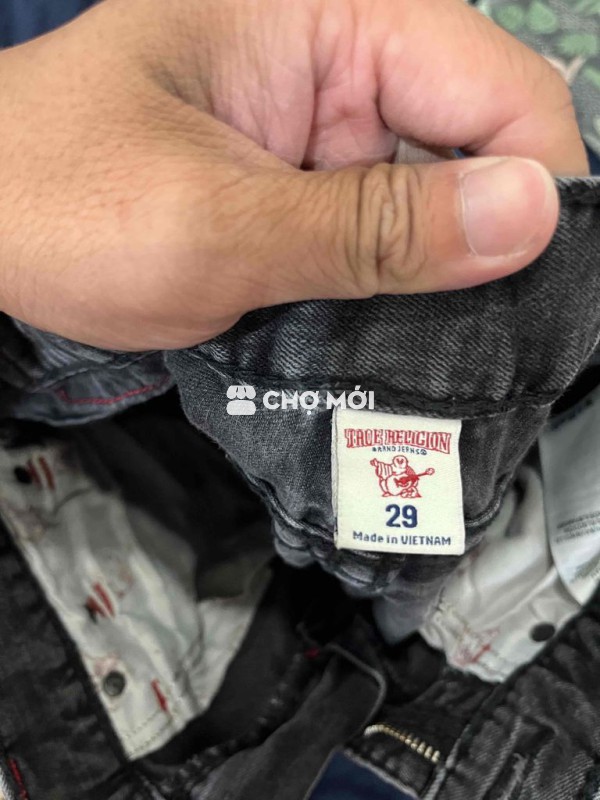 CHỢ MỚI
TRUE RELIGION
BRAND JEANS
29
Made in VIETNAM